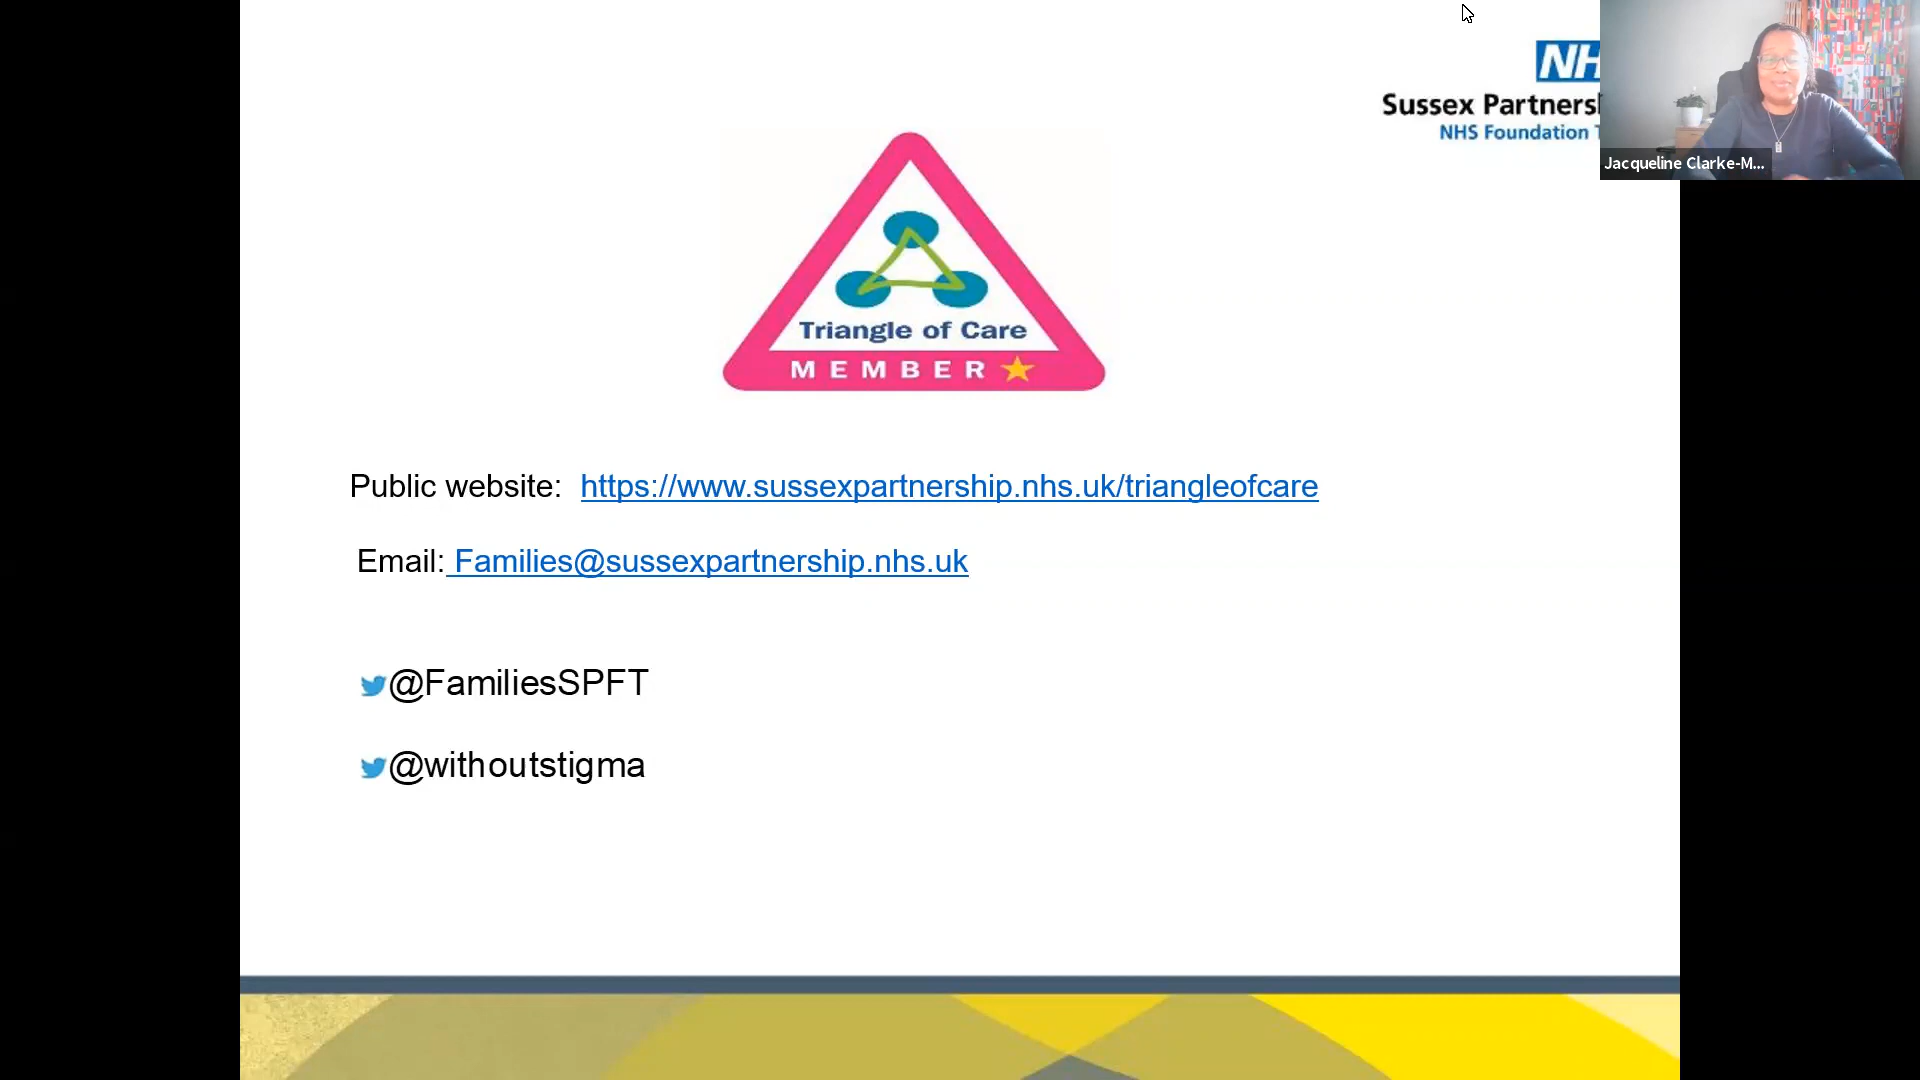 NH
Sussex Partners
NHS Foundation
Jacqueline Clarke-M...
Triangle of Care
MEMBER
Public website: https://www.sussexpartnership.nhs.uk/triangleofcare
Email: Families@sussexpartnership.nhs.uk
@FamiliesSPFT
@withoutstigma